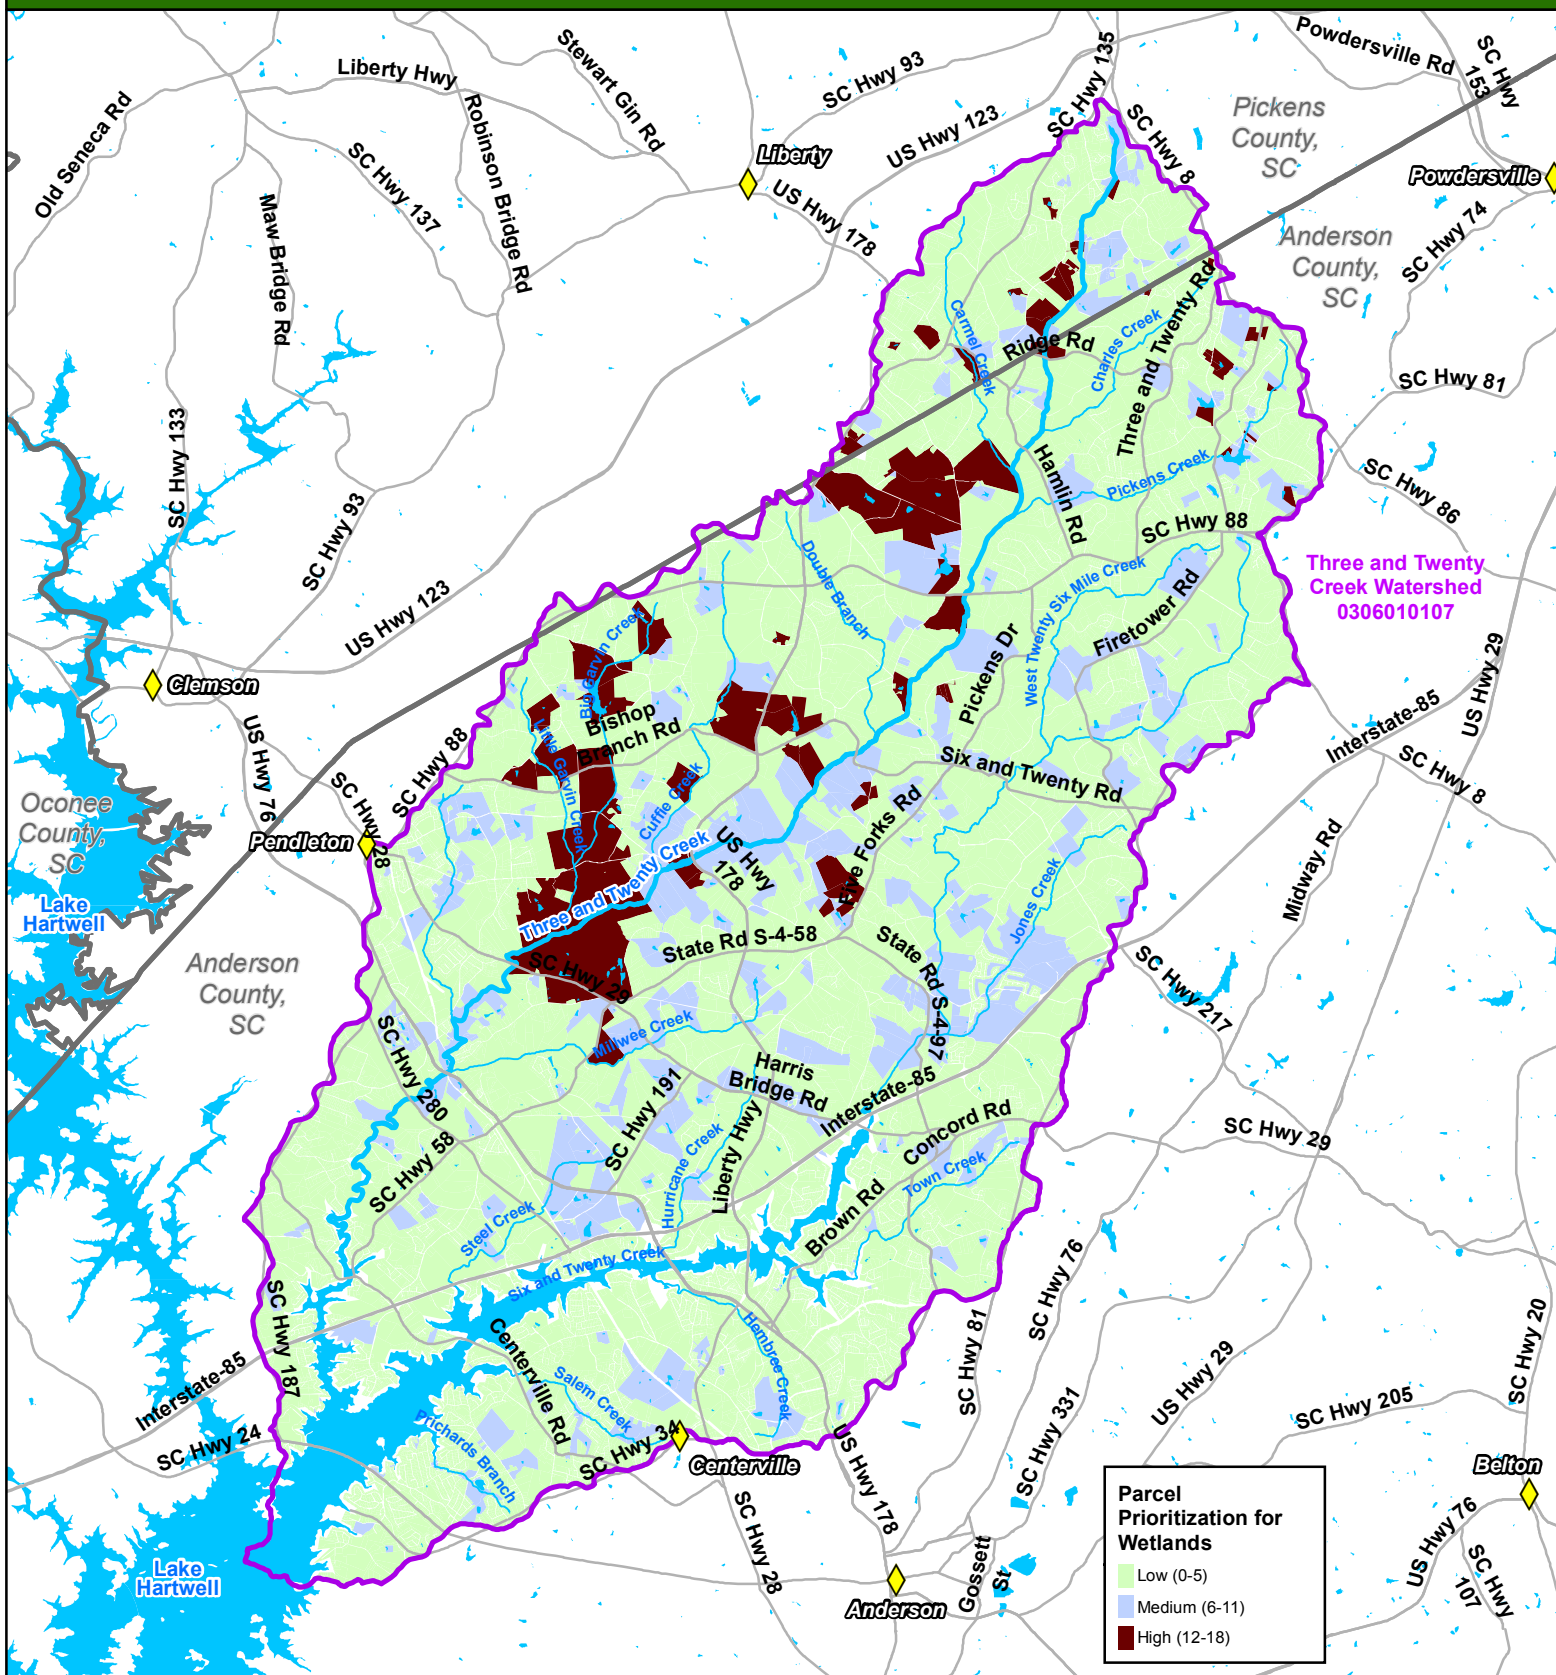 Powdersville Rd
SC Hwy
153
Stewart Gin Rd
Liberty Hwy
SC Hwy 93
SC Hwy 135
Old Seneca Rd
Robinson Bridge Rd
US Hwy 123
SC Hwy 8
Pickens
County,
SC
SC Hwy 137
Liberty
Powdersville
Maw Bridge Rd
US Hwy 178
Anderson
County,
SC
SC Hwy 74
Three and Twenty Rd
Carmel Creek
Ridge Rd
Charles Creek
SC Hwy 81
SC Hwy 133
SC Hwy 93
Hamlin Rd
Pickens Creek
SC Hwy 86
SC Hwy 88
Double Branch
US Hwy 123
West Twenty Six Mile Creek
Firetower Rd
Three and Twenty
Creek Watershed
0306010107
Big Garvin Creek
Pickens Dr
US Hwy 29
Clemson
Bishop
Branch Rd
Little Garvin Creek
US Hwy 76
SC Hwy 88
SC Hwy 28
Interstate-85
SC Hwy 8
Six and Twenty Rd
Cuffie Creek
Oconee
County,
SC
Pendleton
US Hwy
178
Five Forks Rd
Midway Rd
Three and Twenty Creek
Jones Creek
Lake
Hartwell
State Rd S-4-58
State Rd S-4-97
SC Hwy 29
Anderson
County,
SC
SC Hwy 217
Millwee Creek
SC Hwy 280
Harris
Bridge Rd
Interstate-85
SC Hwy 191
Liberty Hwy
Concord Rd
SC Hwy 29
SC Hwy 58
Hurricane Creek
Town Creek
Steel Creek
Brown Rd
Six and Twenty Creek
SC Hwy 76
SC Hwy 187
Centerville Rd
Hembree Creek
SC Hwy 81
SC Hwy 20
Interstate-85
Salem Creek
US Hwy 29
SC Hwy 331
SC Hwy 205
Prichards Branch
SC Hwy 24
SC Hwy 34
Centerville
US Hwy 178
Belton
SC Hwy 28
US Hwy 76
SC Hwy
107
Gossett
St
Lake
Hartwell
Anderson
Parcel
Prioritization for
Wetlands
Low (0-5)
Medium (6-11)
High (12-18)